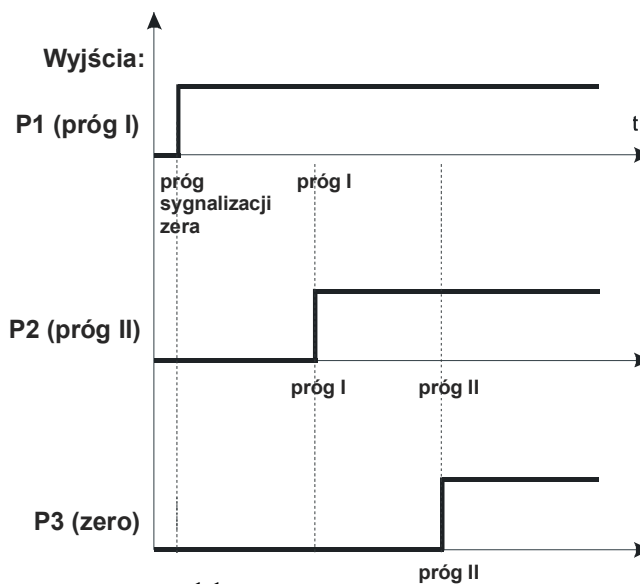 Wyjścia:
P1 (próg I)
t
próg
sygnalizacji
zera
próg I
P2 (próg II)
próg I
próg II
P3 (zero)
próg II